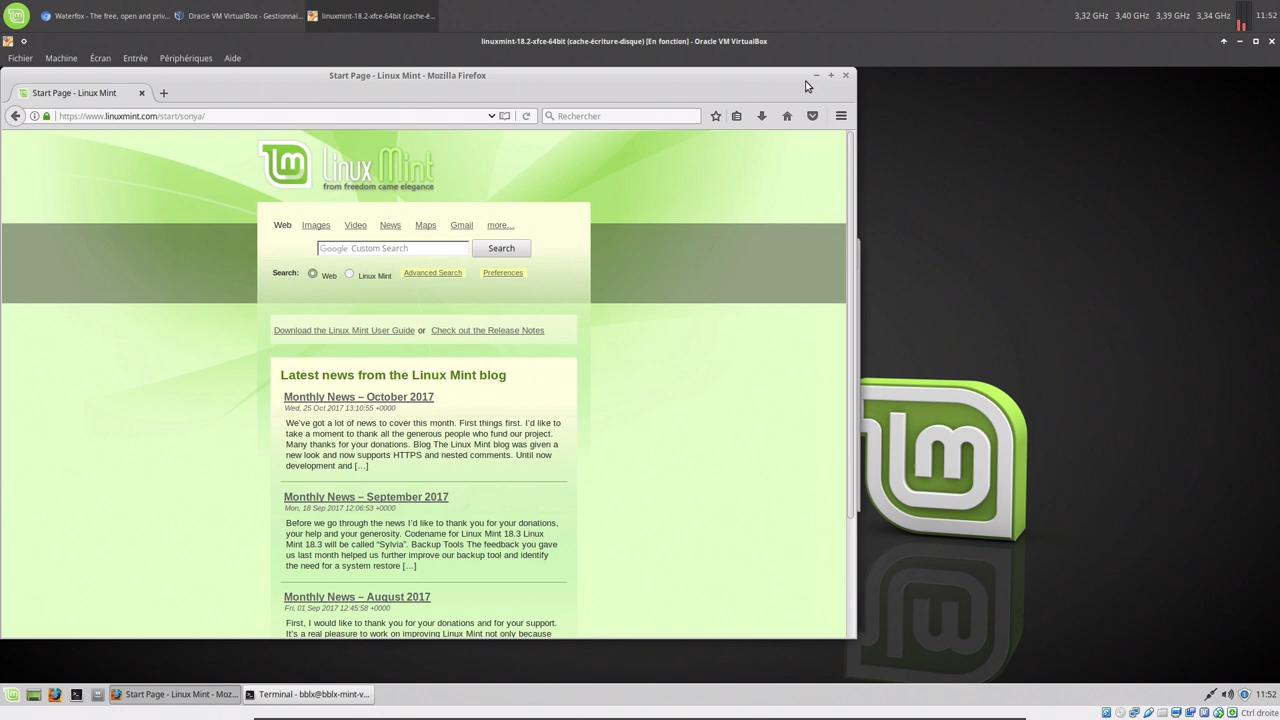 Waterfox - The free, open and priv...
Oracle VM VirtualBox - Gestionnai...
linuxmint-18.2-xfce-64bit (cache-é...
3,32 GHz 3,40 GHz 3,39 GHz 3,34 GHz
11:52
linuxmint-18.2-xfce-64bit (cache-écriture-disque) [En fonction] - Oracle VM VirtualBox
Fichier Machine Écran Entrée Périphériques Aide
Start Page - Linux Mint - Mozilla Firefox
Start Page - Linux Mint
https://www.linuxmint.com/start/sonya/
Rechercher
Linux Mint
from freedom came elegance
Web Images Video News Maps Gmail more...
Google Custom Search
Search
Search: Web Linux Mint Advanced Search Preferences
Download the Linux Mint User Guide or Check out the Release Notes
Latest news from the Linux Mint blog
Monthly News – October 2017
Wed, 25 Oct 2017 13:10:55 +0000
We've got a lot of news to cover this month. First things first. I'd like to
take a moment to thank all the generous people who fund our project.
Many thanks for your donations. Blog The Linux Mint blog was given a
new look and now supports HTTPS and nested comments. Until now
development and […]
Monthly News – September 2017
Mon, 18 Sep 2017 12:06:53 +0000
Before we go through the news I'd like to thank you for your donations,
your help and your generosity. Codename for Linux Mint 18.3 Linux
Mint 18.3 will be called “Sylvia”. Backup Tools The feedback you gave
us last month helped us further improve our backup tool and identify
the need for a system restore […]
Monthly News – August 2017
Fri, 01 Sep 2017 12:45:58 +0000
First, I would like to thank you for your donations and for your support.
It's a real pleasure to work on improving Linux Mint not only because
Start Page - Linux Mint - Moz...
Terminal - bblx@bblx-mint-v...
11:52
Ctrl droite